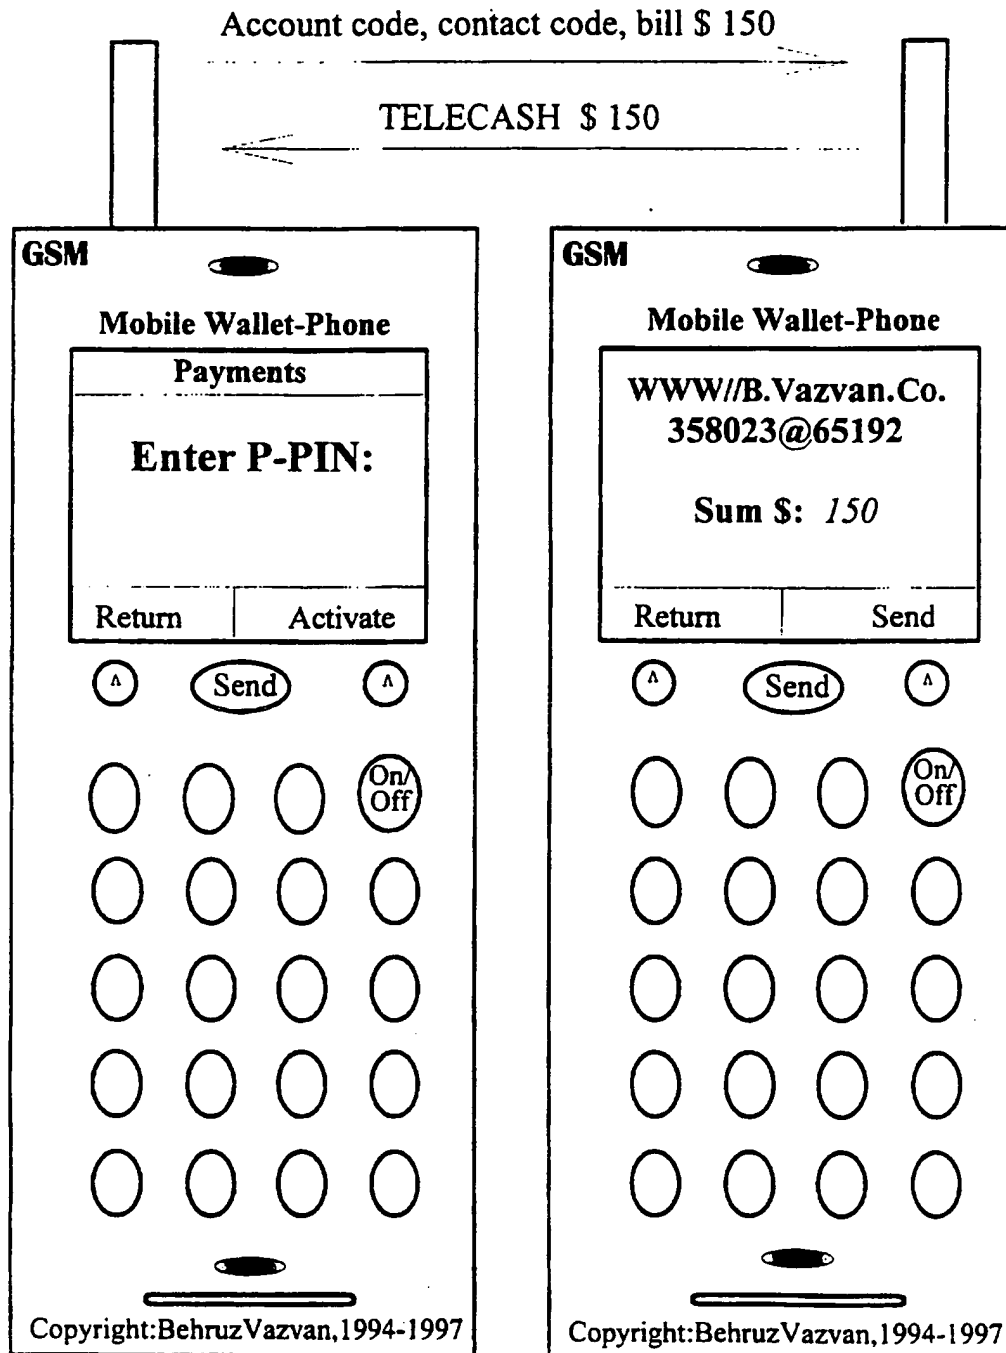 Account code, contact code, bill $ 150
TELECASH $ 150
GSM
Mobile Wallet-Phone
Payments
Enter P-PIN:
Return Activate
^ Send ^
On/
Off
Copyright:BehruzVazvan,1994-1997
GSM
Mobile Wallet-Phone
WWW//B.Vazvan.Co.
358023@65192
Sum $: 150
Return Send
^ Send ^
On/
Off
Copyright:BehruzVazvan,1994-1997